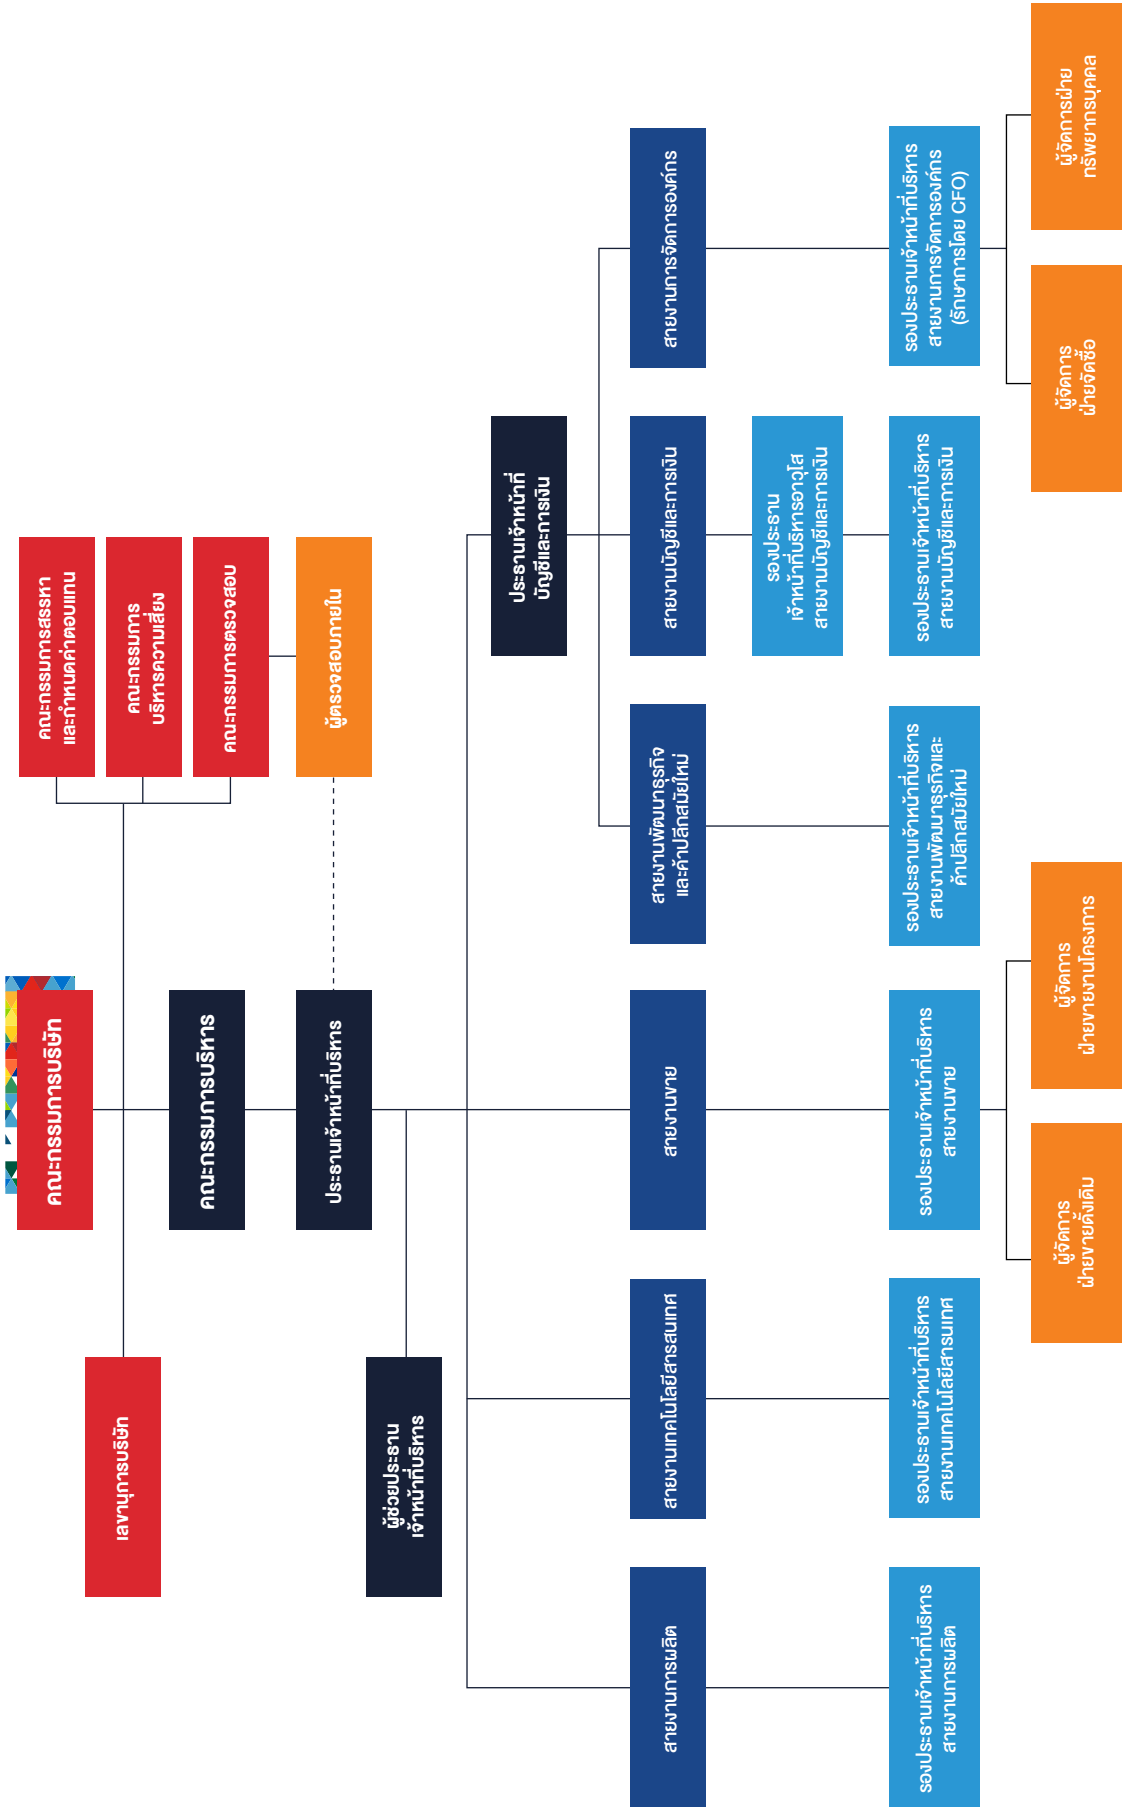 คณะกรรมการบริษัท
เลขานุการบริษัท
คณะกรรมการสรรหา
และกำหนดค่าตอบแทน
คณะกรรมการ
บริหารความเสี่ยง
คณะกรรมการตรวจสอบ
คณะกรรมการบริหาร
ประธานเจ้าหน้าที่บริหาร
ผู้ตรวจสอบภายใน
ผู้ช่วยประธาน
เจ้าหน้าที่บริหาร
ประธานเจ้าหน้าที่
บัญชีและการเงิน
สายงานการผลิต
สายงานเทคโนโลยีสารสนเทศ
สายงานขาย
สายงานพัฒนาธุรกิจ
และค้าปลีกสมัยใหม่
สายงานบัญชีและการเงิน
สายงานการจัดการองค์กร
รองประธาน
เจ้าหน้าที่บริหารอาวุโส
สายงานบัญชีและการเงิน
รองประธานเจ้าหน้าที่บริหาร
สายงานการผลิต
รองประธานเจ้าหน้าที่บริหาร
สายงานเทคโนโลยีสารนเทศ
รองประธานเจ้าหน้าที่บริหาร
สายงานขาย
รองประธานเจ้าหน้าที่บริหาร
สายงานพัฒนาธุรกิจและ
ค้าปลีกสมัยใหม่
รองประธานเจ้าหน้าที่บริหาร
สายงานบัญชีและการเงิน
รองประธานเจ้าหน้าที่บริหาร
สายงานการจัดการองค์กร
(รักษาการโดย CFO)
ผู้จัดการ
ฝ่ายขายดั้งเดิม
ผู้จัดการ
ฝ่ายขายงานโครงการ
ผู้จัดการ
ฝ่ายจัดซื้อ
ผู้จัดการฝ่าย
ทรัพยากรบุคคล